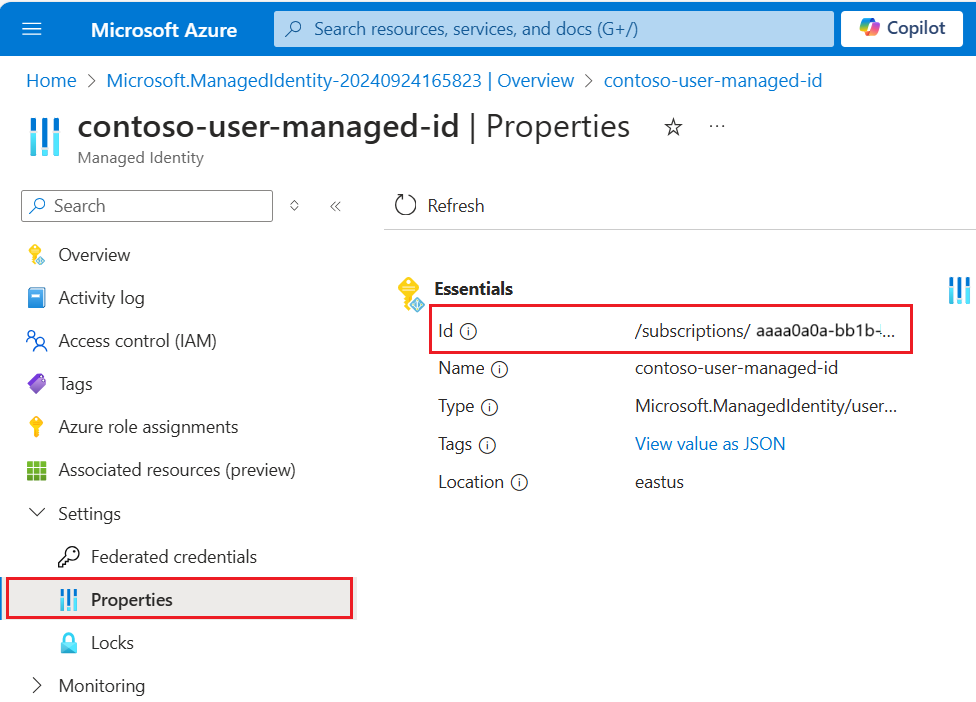 Microsoft Azure
Search resources, services, and docs (G+/)
Copilot
Home > Microsoft.ManagedIdentity-20240924165823 | Overview > contoso-user-managed-id
contoso-user-managed-id | Properties
Managed Identity
Search
Refresh
Overview
Activity log
Access control (IAM)
Tags
Azure role assignments
Associated resources (preview)
Settings
Federated credentials
Properties
Locks
Monitoring
Essentials
Id /subscriptions/ aaaa0a0a-bb1b-...
Name contoso-user-managed-id
Type Microsoft.ManagedIdentity/user...
Tags View value as JSON
Location eastus